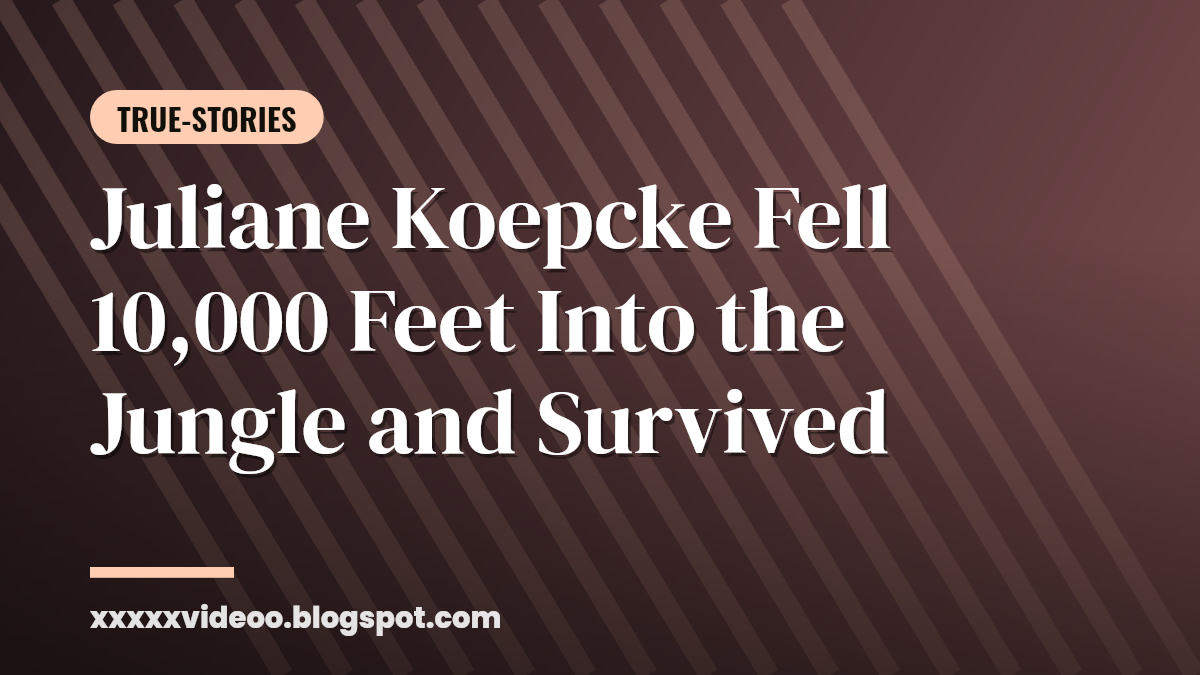 TRUE-STORIES
Juliane Koepcke Fell
10,000 Feet Into the
Jungle and Survived
xxxxxvideoo.blogspot.com